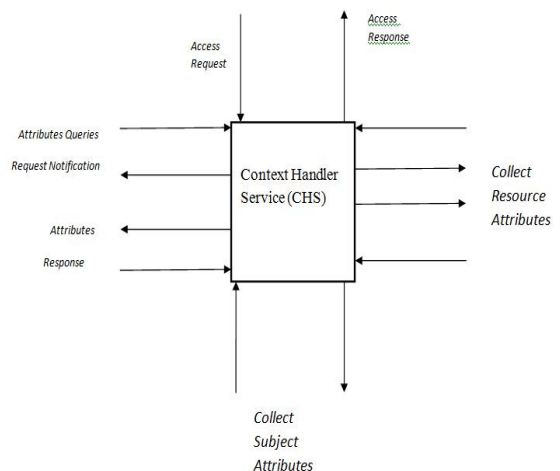 Access
Request
Access
Response
Attributes Queries
Request Notification
Attributes
Response
Context Handler
Service (CHS)
Collect
Resource
Attributes
Collect
Subject
Attributes